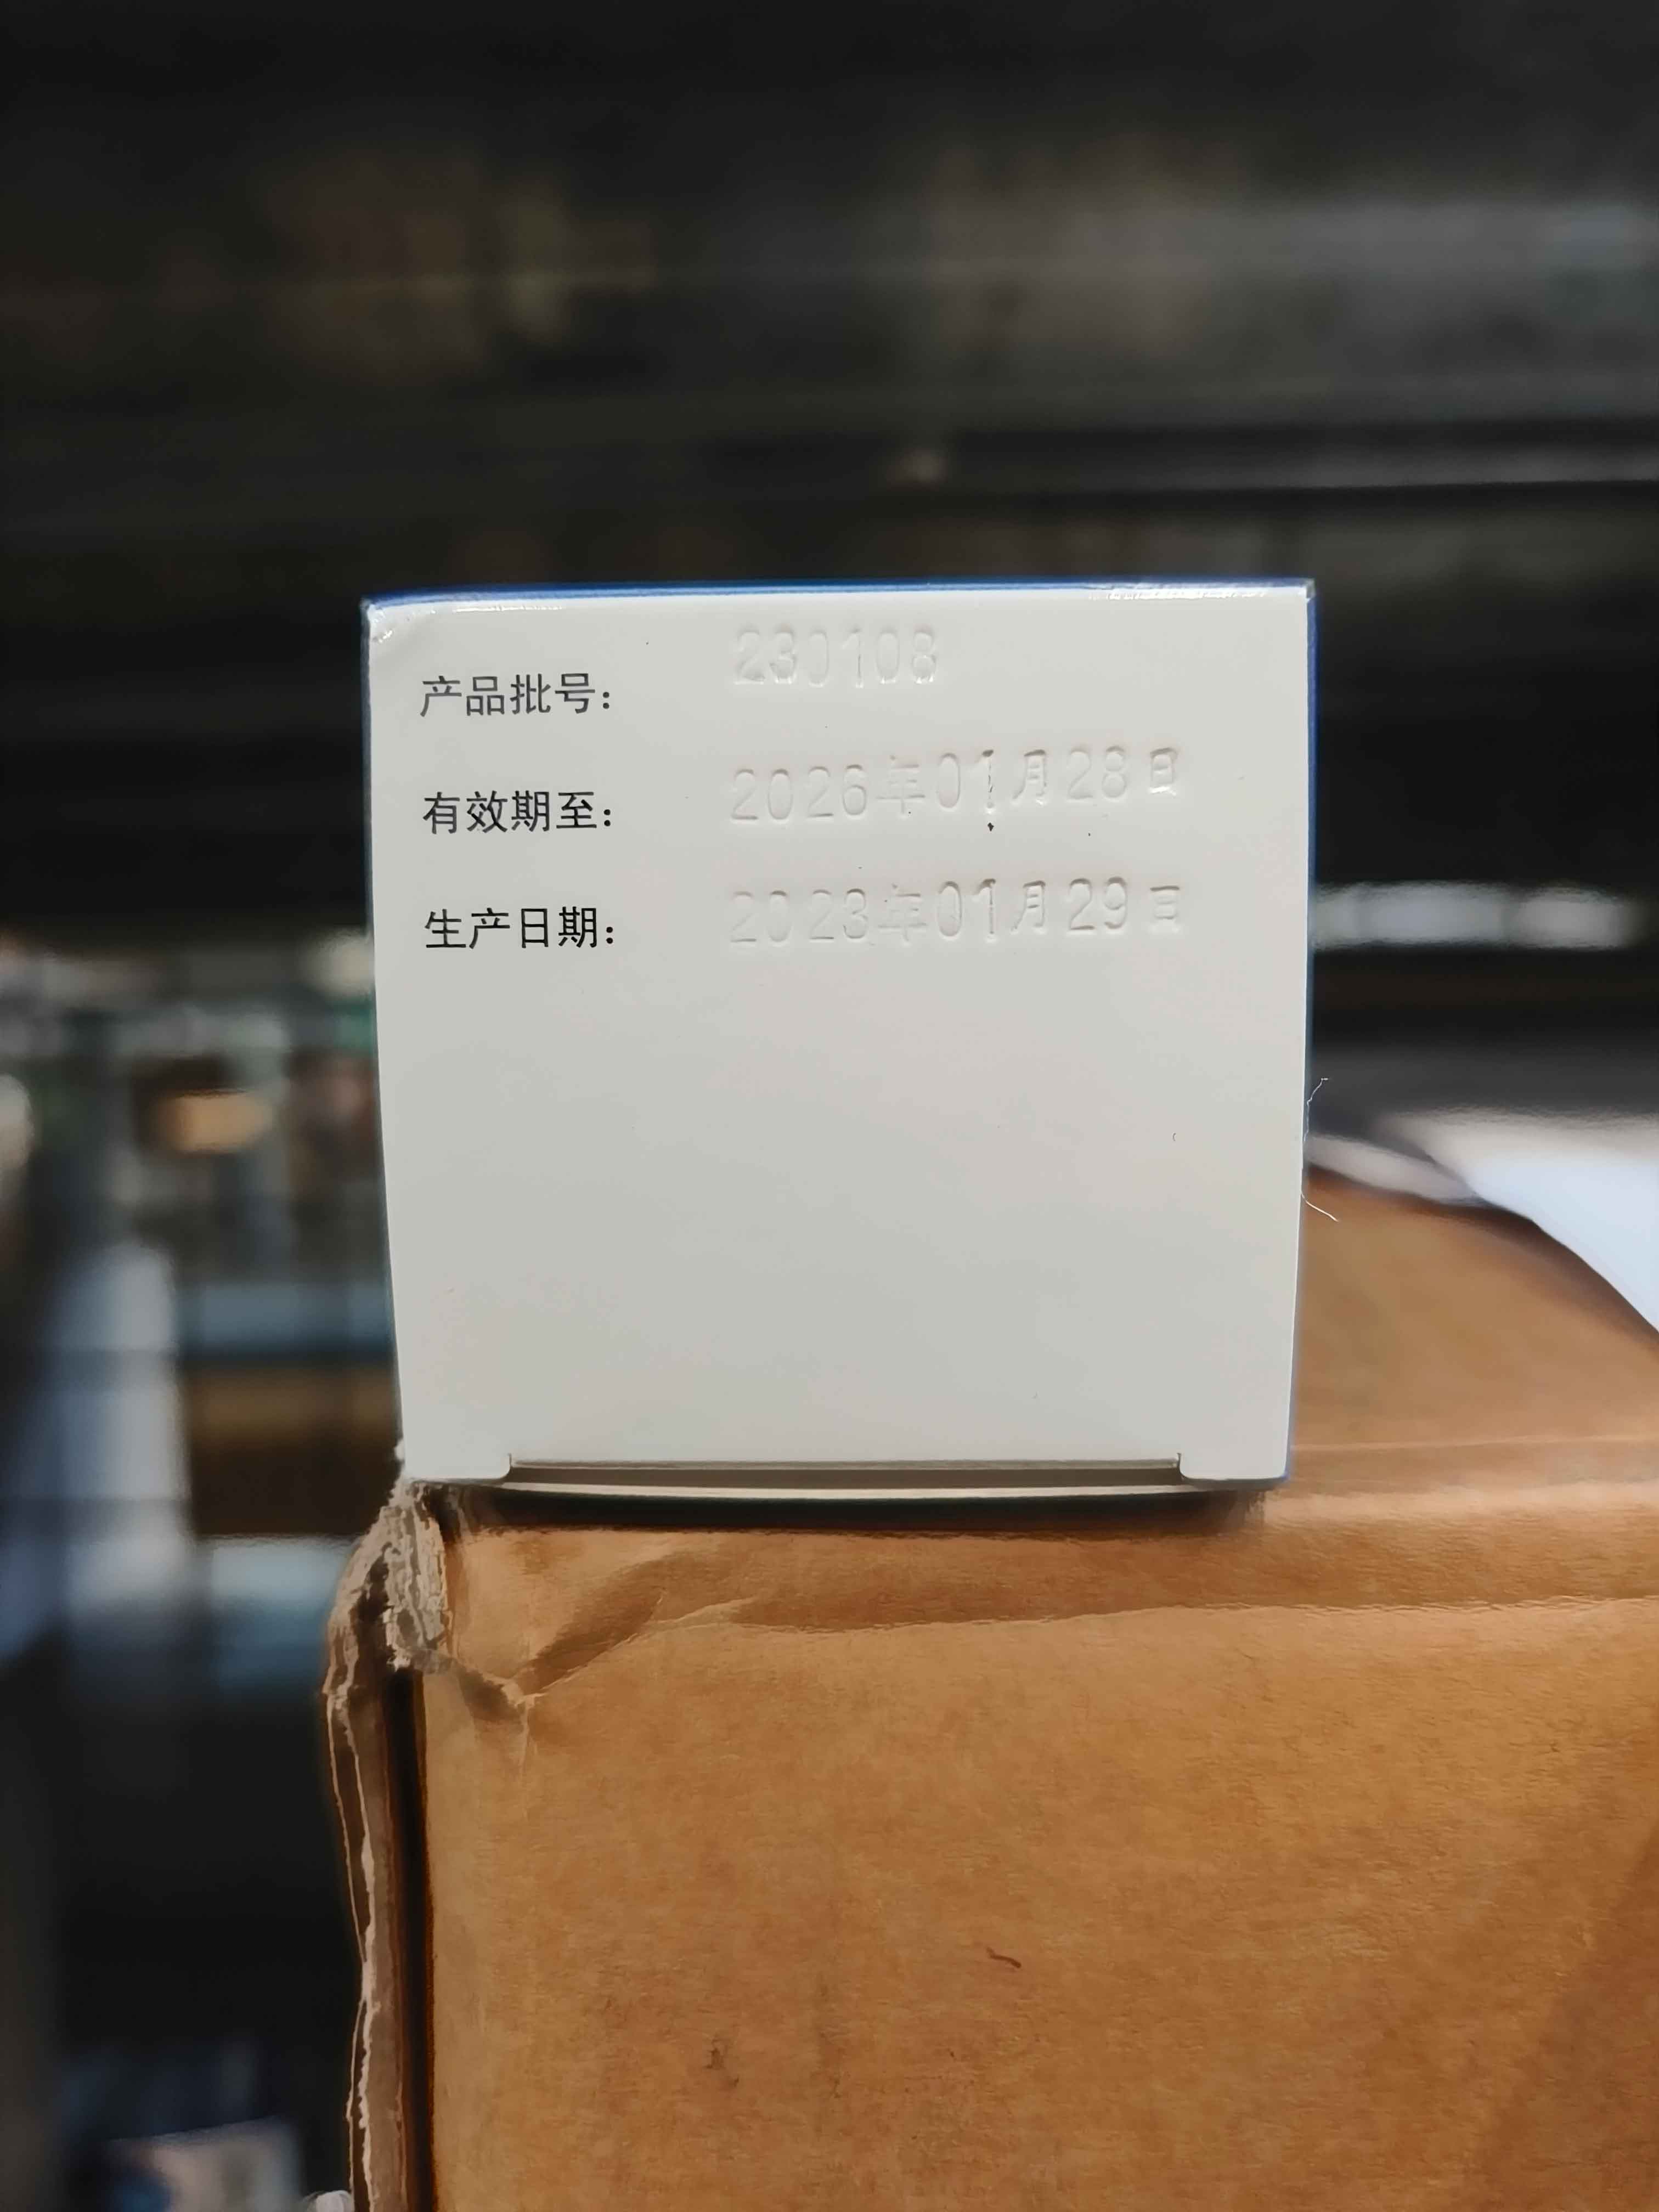 产品批号： 230108
有效期至： 2026年01月28日
生产日期： 2023年01月29日